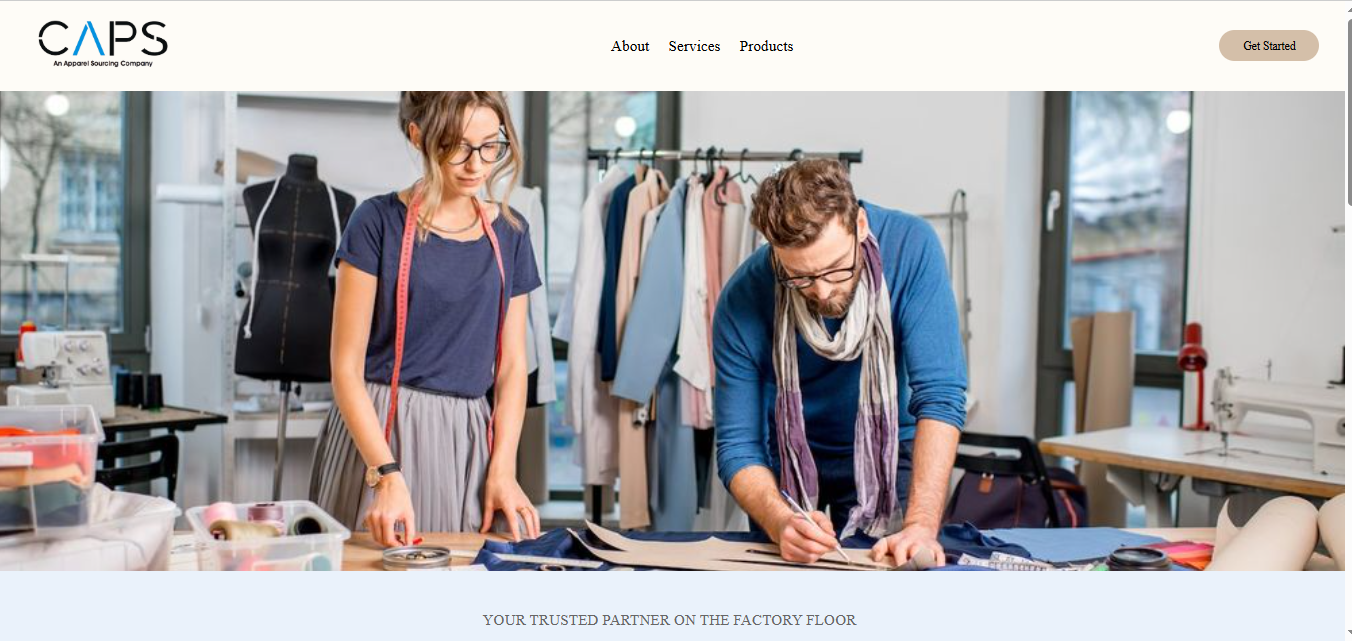 CAPS
An Apparel Sourcing Company
About Services Products
Get Started
YOUR TRUSTED PARTNER ON THE FACTORY FLOOR